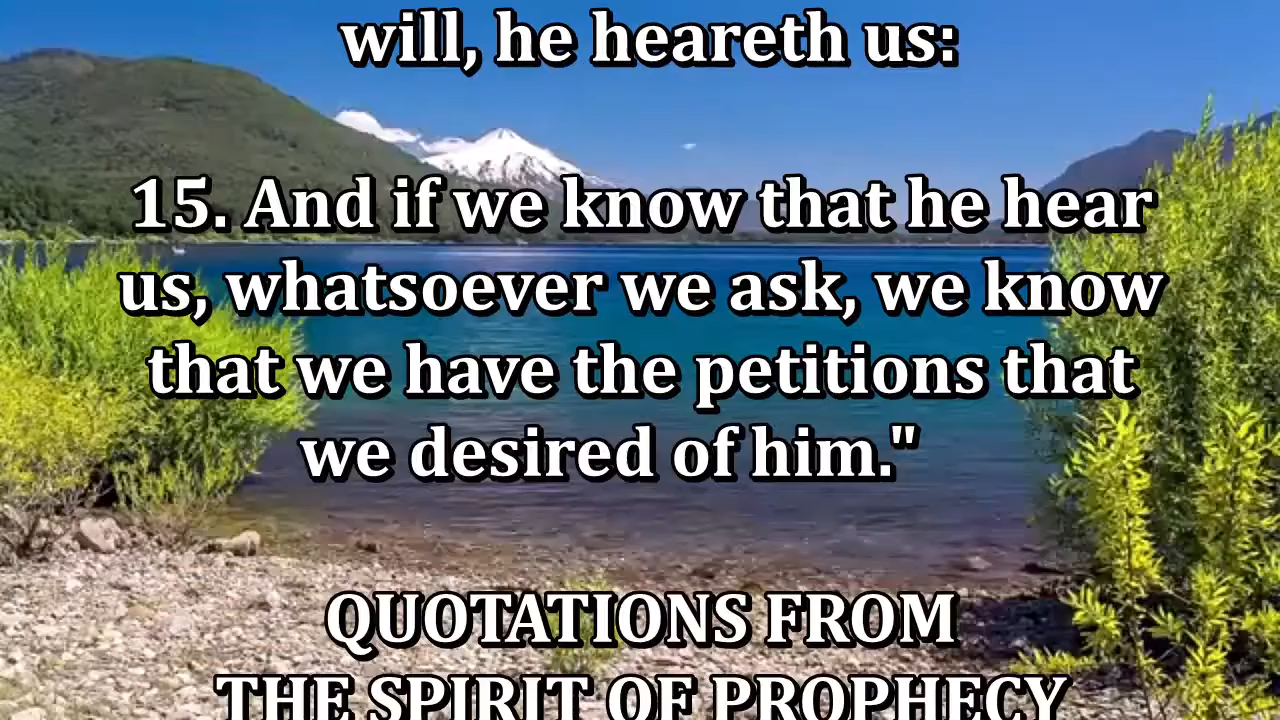 will, he heareth us:
15. And if we know that he hear
us, whatsoever we ask, we know
that we have the petitions that
we desired of him."
QUOTATIONS FROM
THE SPIRIT OF PROPHECY